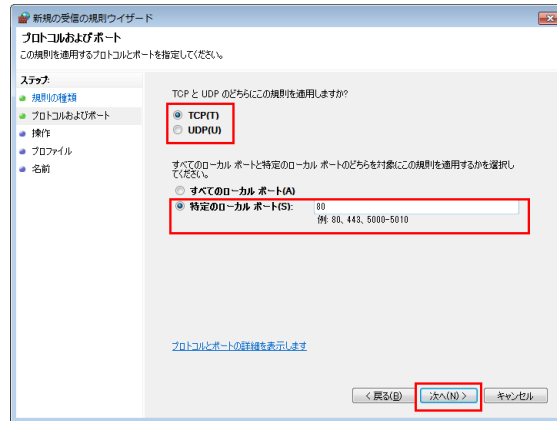 新規の受信の規則ウィザード
プロトコルおよびポート
この規則を適用するプロトコルとポートを指定してください。
ステップ:
規則の種類
プロトコルおよびポート
操作
プロファイル
名前
TCP と UDP のどちらにこの規則を適用しますか?
TCP(T)
UDP(U)
すべてのローカル ポートと特定のローカル ポートのどちらを対象にこの規則を適用するかを選択し
てください。
すべてのローカル ポート(A)
特定のローカル ポート(S): 80
例: 80、443、5000-5010
プロトコルとポートの詳細を表示します
< 戻る(B) 次へ(N) > キャンセル